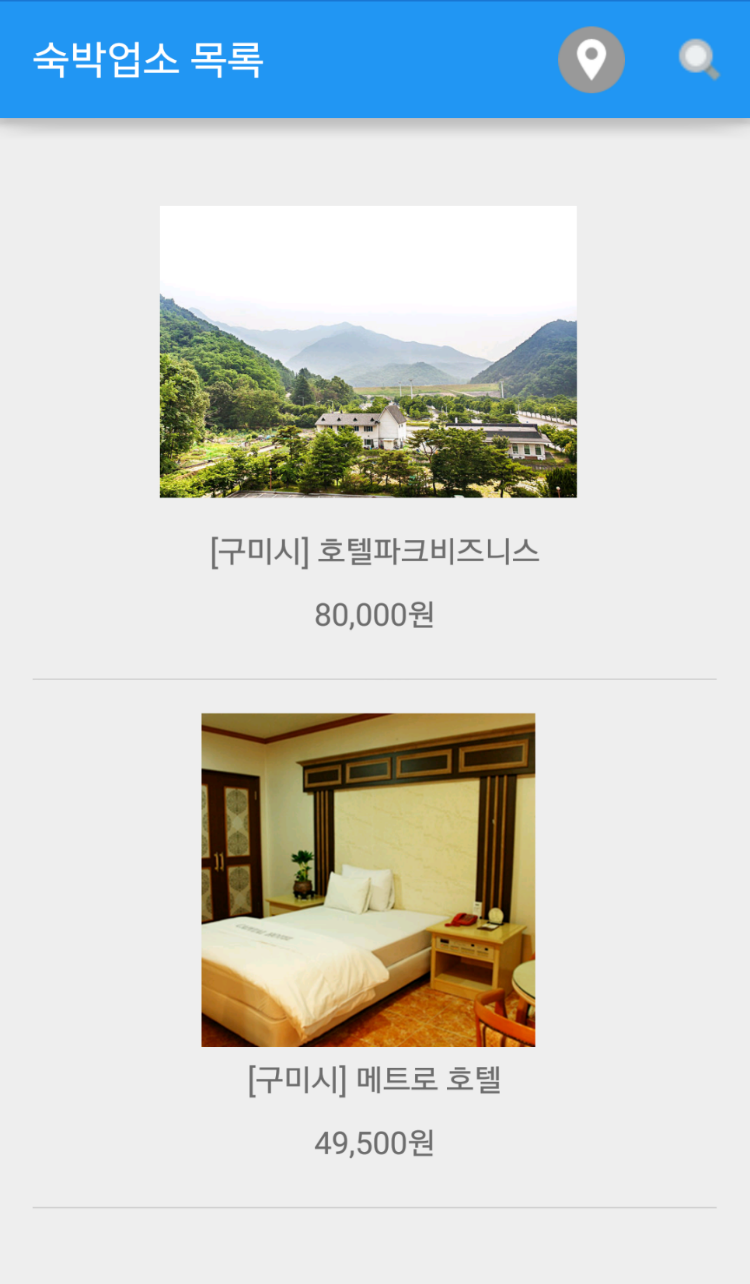 숙박업소 목록
[구미시] 호텔파크비즈니스
80,000원
[구미시] 메트로 호텔
49,500원